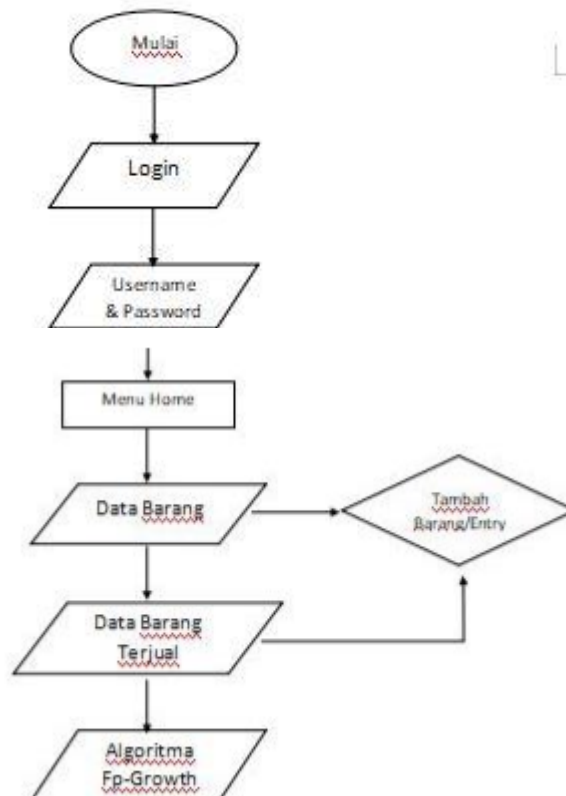 Mulai
Login
Username
& Password
Menu Home
Data Barang
Tambah
Barang/Entry
Data Barang
Terjual
Algoritma
Fp-Growth